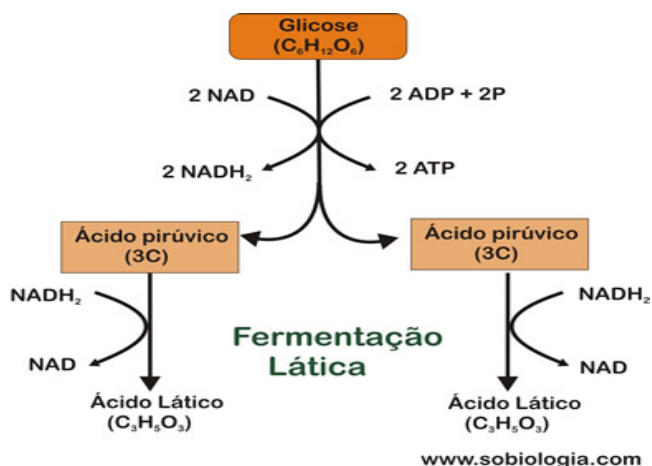 Glicose
(C₆H₁₂O₆)
2 NAD
2 ADP + 2P
2 NADH₂
2 ATP
Ácido pirúvico
(3C)
Ácido pirúvico
(3C)
NADH₂
NADH₂
Fermentação
Lática
NAD
NAD
Ácido Lático
(C₃H₅O₃)
Ácido Lático
(C₃H₅O₃)
www.sobiologia.com